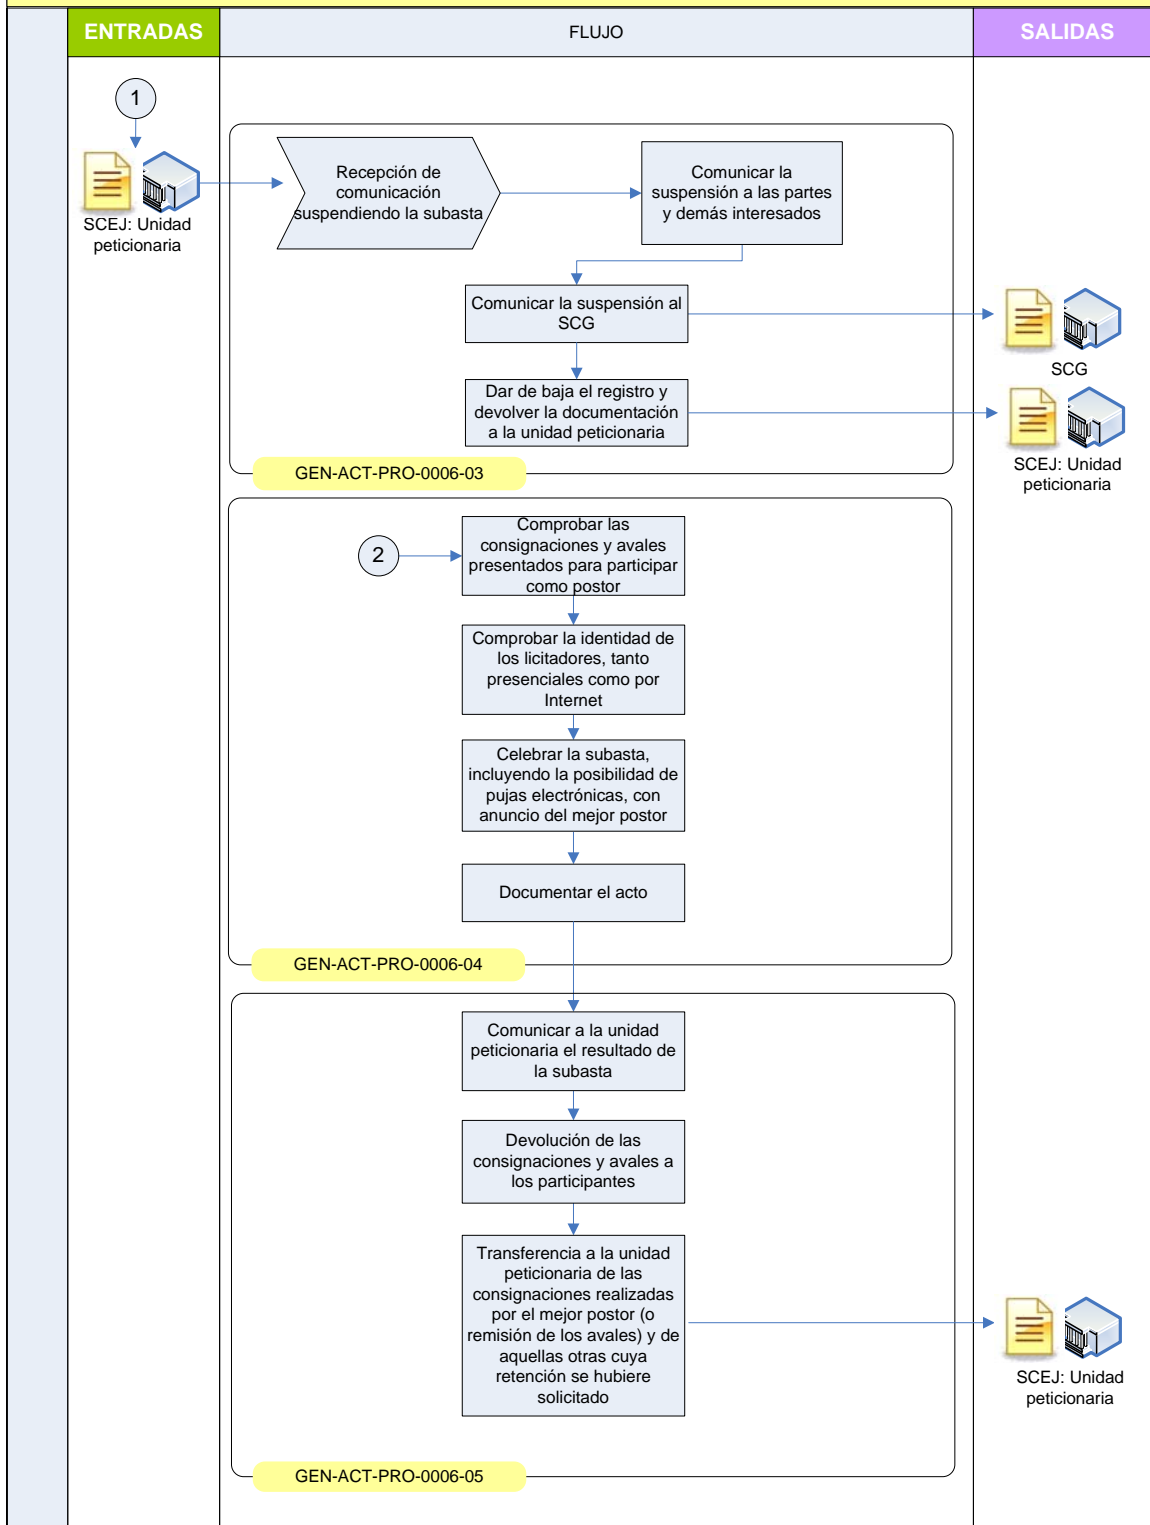 ENTRADAS
FLUJO
SALIDAS
1
SCEJ: Unidad
peticionaria
Recepción de
comunicación
suspendiendo la subasta
Comunicar la
suspensión a las partes
y demás interesados
Comunicar la suspensión al
SCG
SCG
Dar de baja el registro y
devolver la documentación
a la unidad peticionaria
SCEJ: Unidad
peticionaria
GEN-ACT-PRO-0006-03
2
Comprobar las
consignaciones y avales
presentados para participar
como postor
Comprobar la identidad de
los licitadores, tanto
presenciales como por
Internet
Celebrar la subasta,
incluyendo la posibilidad de
pujas electrónicas, con
anuncio del mejor postor
Documentar el acto
GEN-ACT-PRO-0006-04
Comunicar a la unidad
peticionaria el resultado de
la subasta
Devolución de las
consignaciones y avales a
los participantes
Transferencia a la unidad
peticionaria de las
consignaciones realizadas
por el mejor postor (o
remisión de los avales) y de
aquellas otras cuya
retención se hubiere
solicitado
SCEJ: Unidad
peticionaria
GEN-ACT-PRO-0006-05